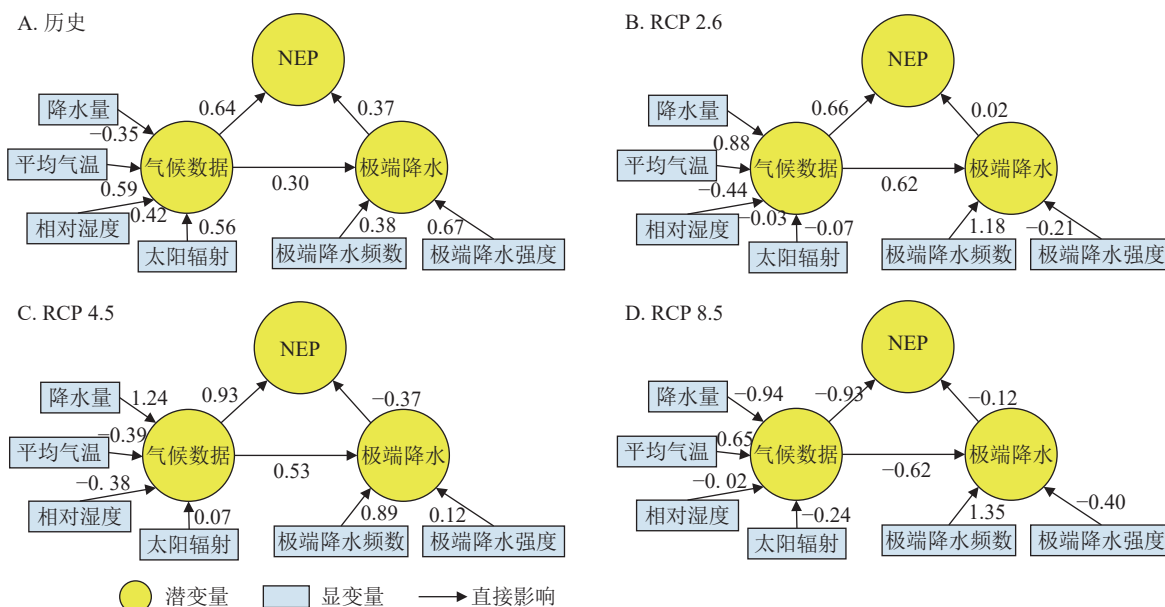 A. 历史
NEP
降水量
−0.35
0.64
0.37
平均气温
0.59
气候数据
0.30
极端降水
相对湿度
0.42
0.56
太阳辐射
0.38
极端降水频数
0.67
极端降水强度
B. RCP 2.6
NEP
降水量
0.88
0.66
0.02
平均气温
−0.44
气候数据
0.62
极端降水
相对湿度
−0.03
−0.07
太阳辐射
1.18
极端降水频数
−0.21
极端降水强度
C. RCP 4.5
NEP
降水量
1.24
0.93
−0.37
平均气温
−0.39
气候数据
0.53
极端降水
相对湿度
−0. 38
0.07
太阳辐射
0.89
极端降水频数
0.12
极端降水强度
D. RCP 8.5
NEP
降水量
−0.94
−0.93
−0.12
平均气温
0.65
气候数据
−0.62
极端降水
相对湿度
−0. 02
−0.24
太阳辐射
1.35
极端降水频数
−0.40
极端降水强度
潜变量
显变量
直接影响